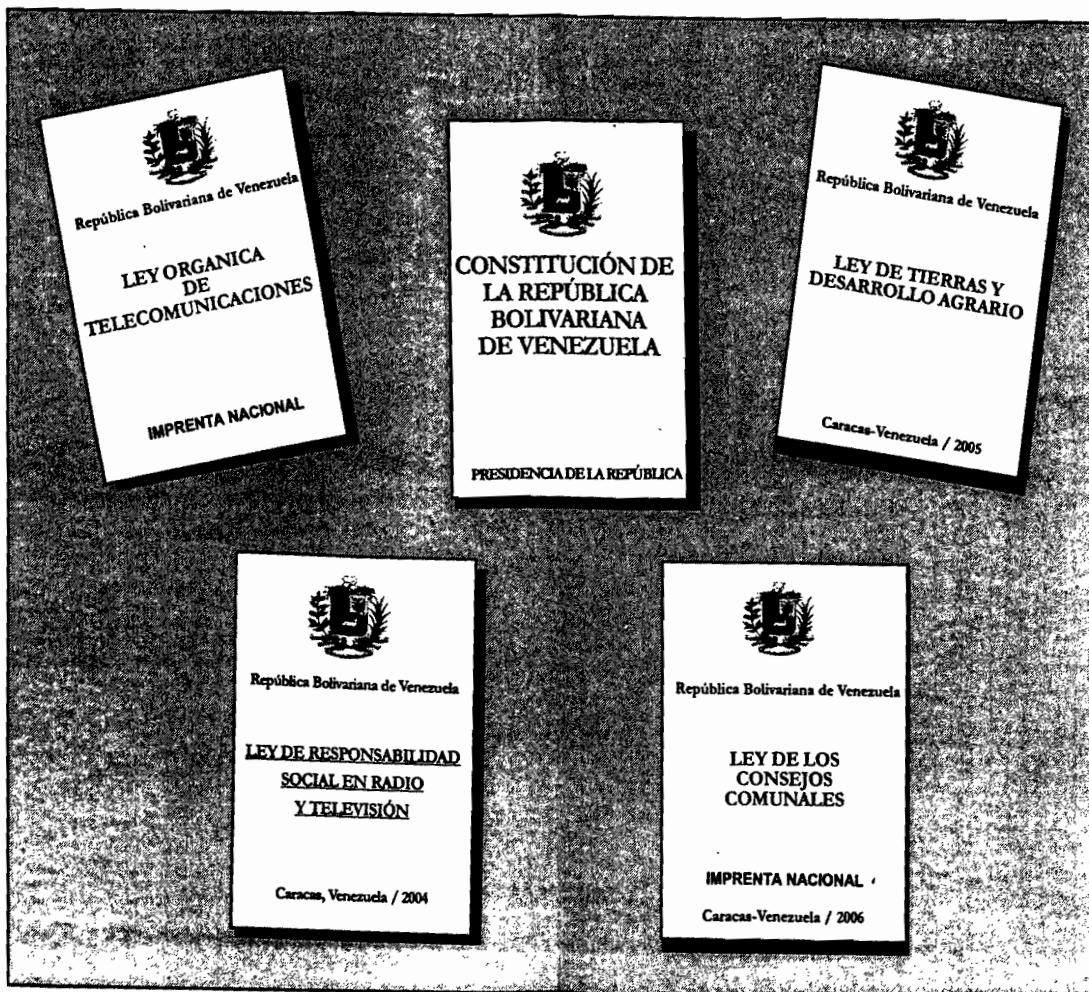 República Bolivariana de Venezuela
LEY ORGANICA
DE
TELECOMUNICACIONES
IMPRENTA NACIONAL
CONSTITUCIÓN DE
LA REPÚBLICA
BOLIVARIANA
DE VENEZUELA
PRESIDENCIA DE LA REPÚBLICA
República Bolivariana de Venezuela
LEY DE TIERRAS Y
DESARROLLO AGRARIO
Caracas-Venezuela / 2005
República Bolivariana de Venezuela
LEY DE RESPONSABILIDAD
SOCIAL EN RADIO
Y TELEVISIÓN
Caracas, Venezuela / 2004
República Bolivariana de Venezuela
LEY DE LOS
CONSEJOS
COMUNALES
IMPRENTA NACIONAL
Caracas-Venezuela / 2006